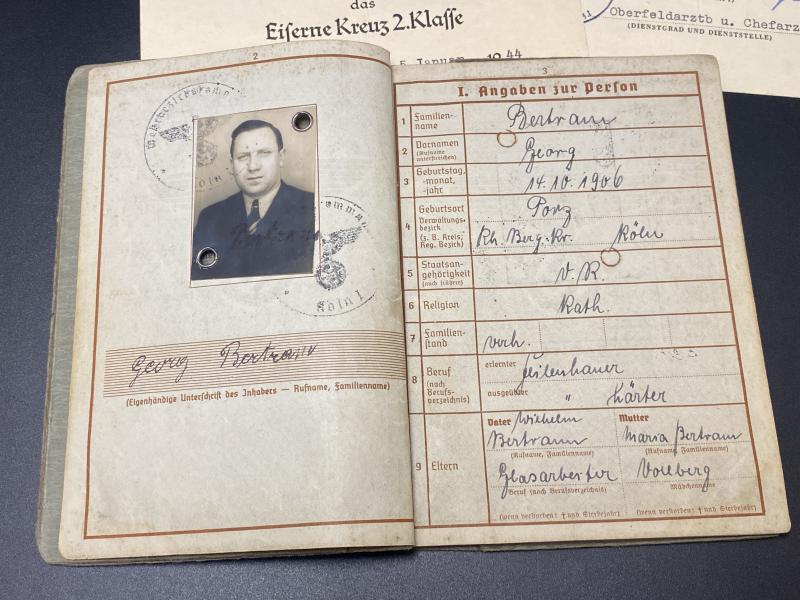 das
Eiserne Kreuz 2.Klasse
5. Januar 1944
Oberfeldarztb u. Chefarz
(DIENSTGRAD UND DIENSTSTELLE)
2
Köln
Köln I
Georg Bertram
(Eigenhändige Unterschrift des Inhabers — Rufname, Familienname)
3
I. Angaben zur Person
1 Familien-
name
Bertram
2 Vornamen
(Rufname
unterstreichen)
Georg
3 Geburtstag,
-monat,
-jahr
14.10.1906
4 Geburtsort
Verwaltungs-
bezirk
(z. B. Kreis,
Reg. Bezirk)
Porz
Rh. Berg. Kr. Köln
5 Staatsan-
gehörigkeit
(auch frühere)
D. R.
6 Religion
Kath.
7 Familien-
stand
verh.
8 Beruf
(nach
Berufs-
verzeichnis)
erlernter Feilenhauer
ausgeübter " Härter
9 Eltern
Vater Wilhelm
Bertram
(Rufname, Familienname)
Glasarbeiter
Beruf (nach Berufsverzeichnis)
(wenn verstorben: † und Sterbejahr)
Mutter
Maria Bertram
(Rufname, Familienname)
Vollberg
Mädchenname
(wenn verstorben: † und Sterbejahr)